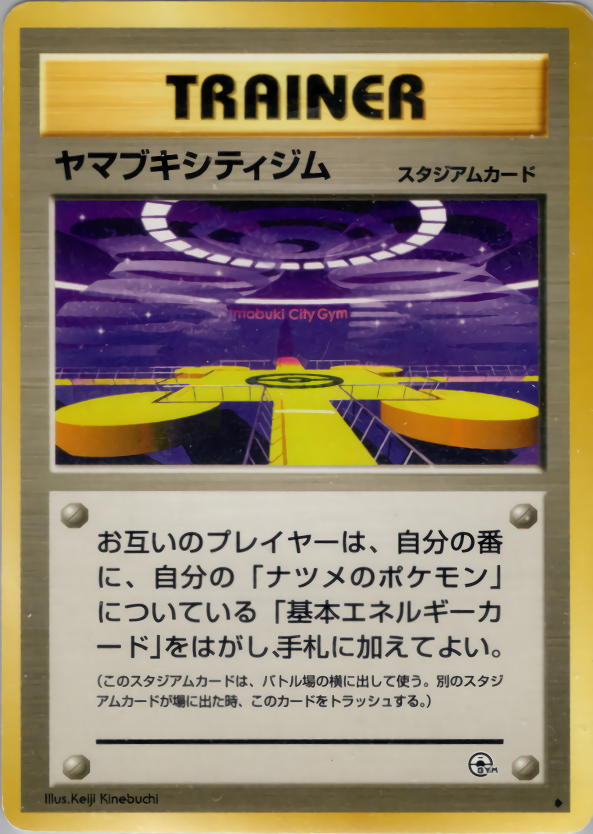 TRAINER
ヤマブキシティジム
スタジアムカード
mabuki City Gym
お互いのプレイヤーは、自分の番
に、自分の「ナツメのポケモン」
についている「基本エネルギーカ
ード」をはがし、手札に加えてよい。
(このスタジアムカードは、バトル場の横に出して使う。別のスタジ
アムカードが場に出た時、このカードをトラッシュする。)
GYM
Illus.Keiji Kinebuchi